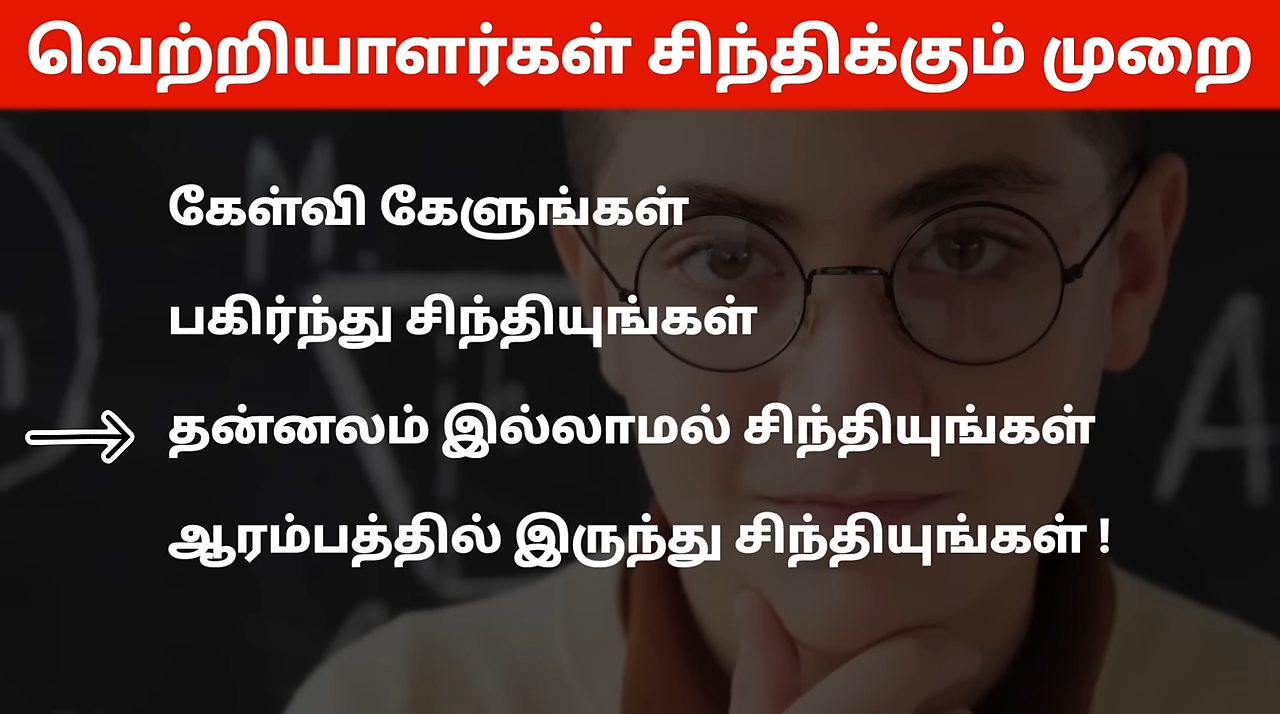 வெற்றியாளர்கள் சிந்திக்கும் முறை
M.
கேள்வி கேளுங்கள்
பகிர்ந்து சிந்தியுங்கள்
தன்னலம் இல்லாமல் சிந்தியுங்கள்
A
ஆரம்பத்தில் இருந்து சிந்தியுங்கள் !